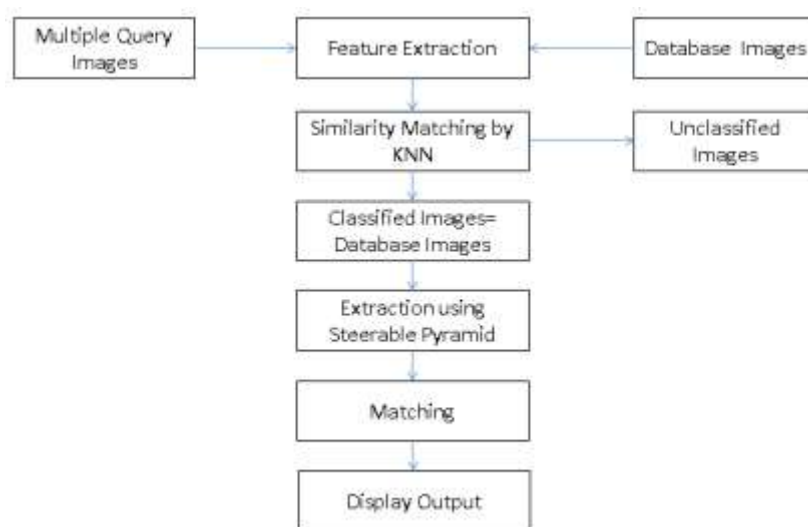 Multiple Query
Images
Feature Extraction
Database Images
Similarity Matching by
KNN
Unclassified
Images
Classified Images=
Database Images
Extraction using
Steerable Pyramid
Matching
Display Output